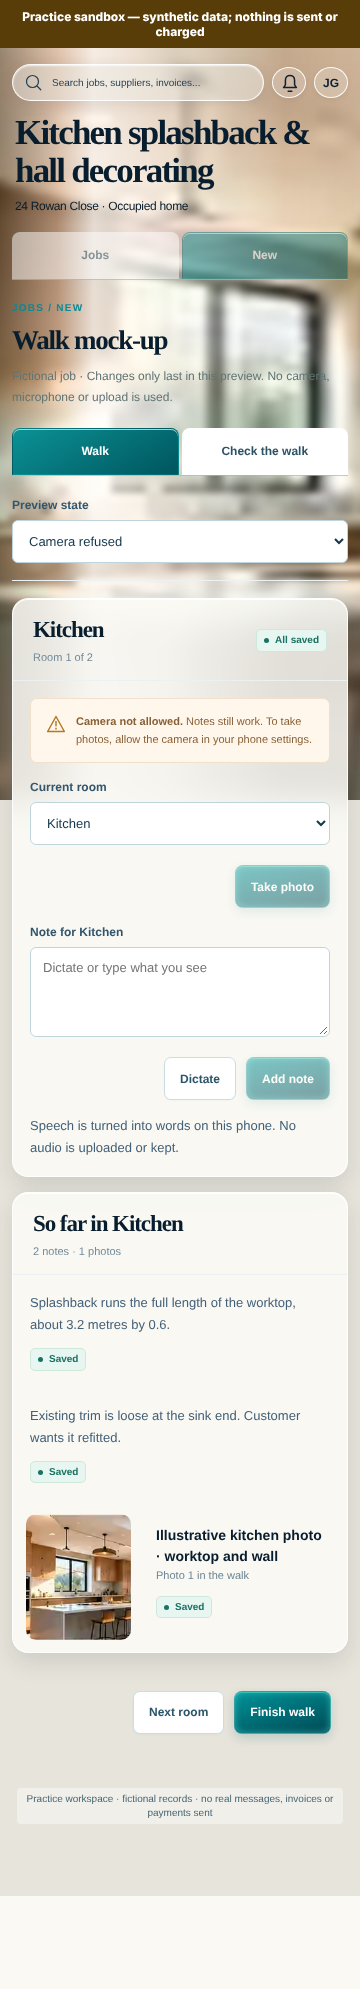 Practice sandbox — synthetic data; nothing is sent or
charged
Search jobs, suppliers, invoices...
JG
Kitchen splashback &
hall decorating
24 Rowan Close · Occupied home
Jobs
New
JOBS / NEW
Walk mock-up
Fictional job · Changes only last in this preview. No camera,
microphone or upload is used.
Walk
Check the walk
Preview state
Camera refused
Kitchen
All saved
Room 1 of 2
Camera not allowed. Notes still work. To take
photos, allow the camera in your phone settings.
Current room
Kitchen
Take photo
Note for Kitchen
Dictate or type what you see
Dictate
Add note
Speech is turned into words on this phone. No
audio is uploaded or kept.
So far in Kitchen
2 notes · 1 photos
Splashback runs the full length of the worktop,
about 3.2 metres by 0.6.
Saved
Existing trim is loose at the sink end. Customer
wants it refitted.
Saved
Illustrative kitchen photo
· worktop and wall
Photo 1 in the walk
Saved
Next room
Finish walk
Practice workspace · fictional records · no real messages, invoices or
payments sent